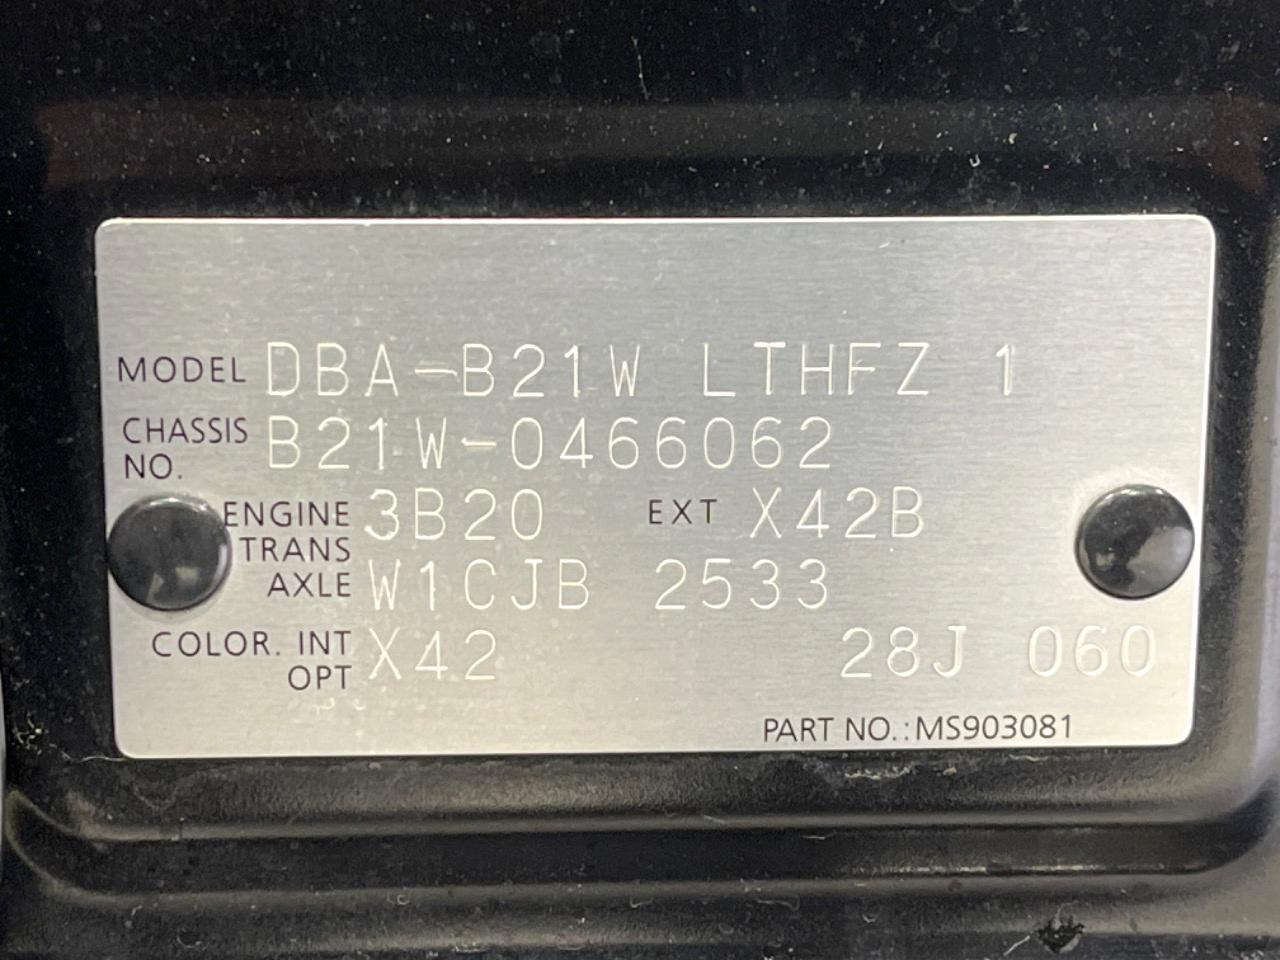 MODEL DBA-B21W LTHFZ 1
CHASSIS NO. B21W-0466062
ENGINE 3B20 EXT X42B
TRANS AXLE W1CJB 2533
COLOR. INT OPT X42 28J 060
PART NO.:MS903081